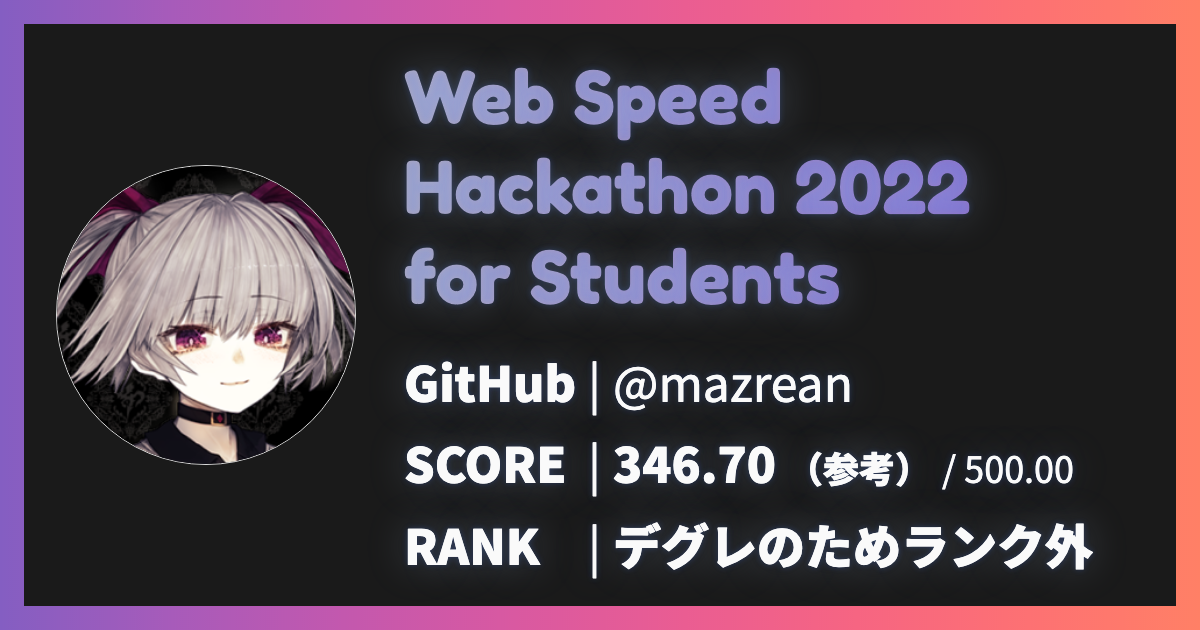 Web Speed
Hackathon 2022
for Students
GitHub | @mazrean
SCORE | 346.70 （参考） / 500.00
RANK | デグレのためランク外